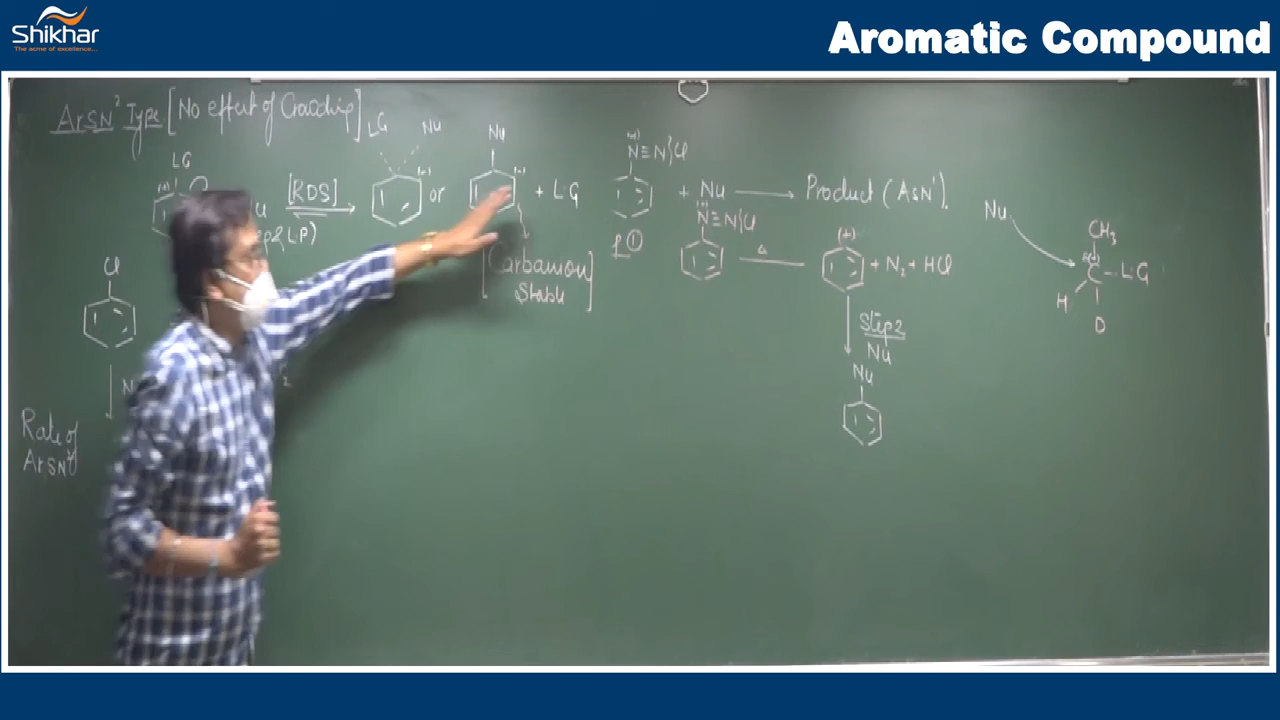 Shikhar
The acme of excellence...
Aromatic Compound
ArSN² Type [No effect of Crowding]
LG Nu
LG
[RDS]
(-)
or
Nu
(-)
+ LG
[Carbanion
Stable]
(+)
N≡N}Cl
+ Nu
Product (ArSN¹).
(+)
N≡N}Cl
Δ
(+)
+ N₂ + HCl
Step 2
Nu
Nu
Nu
CH₃
C
LG
H
D
Cl
N
Rate of
ArSN²